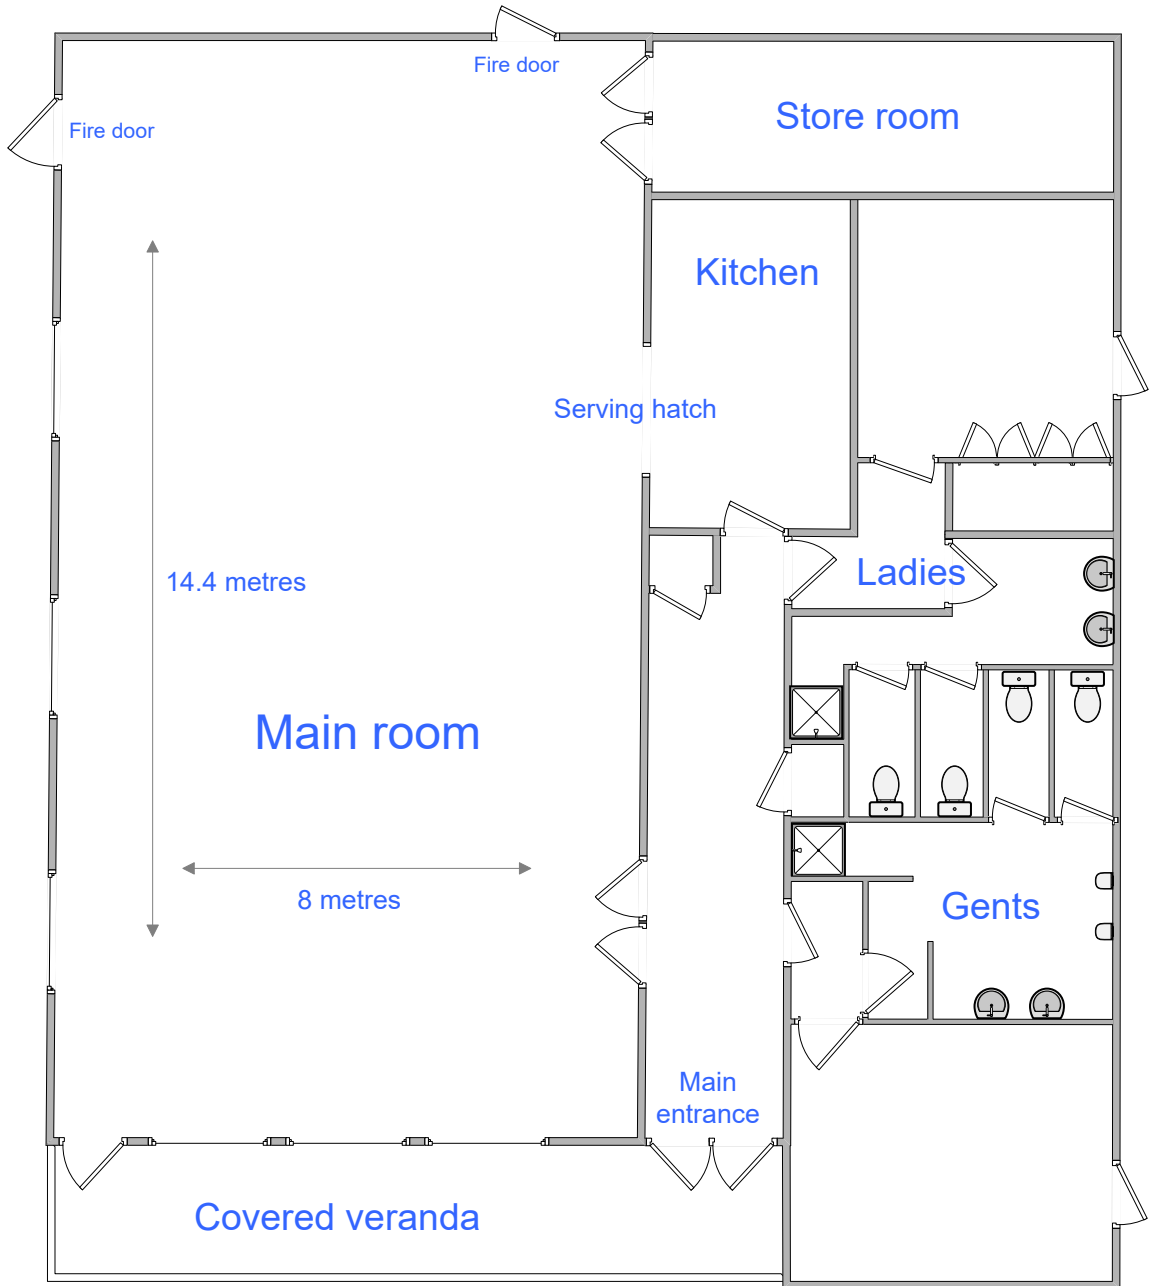 Fire door
Store room
Fire door
Kitchen
Serving hatch
14.4 metres
Ladies
Main room
8 metres
Gents
Main
entrance
Covered veranda